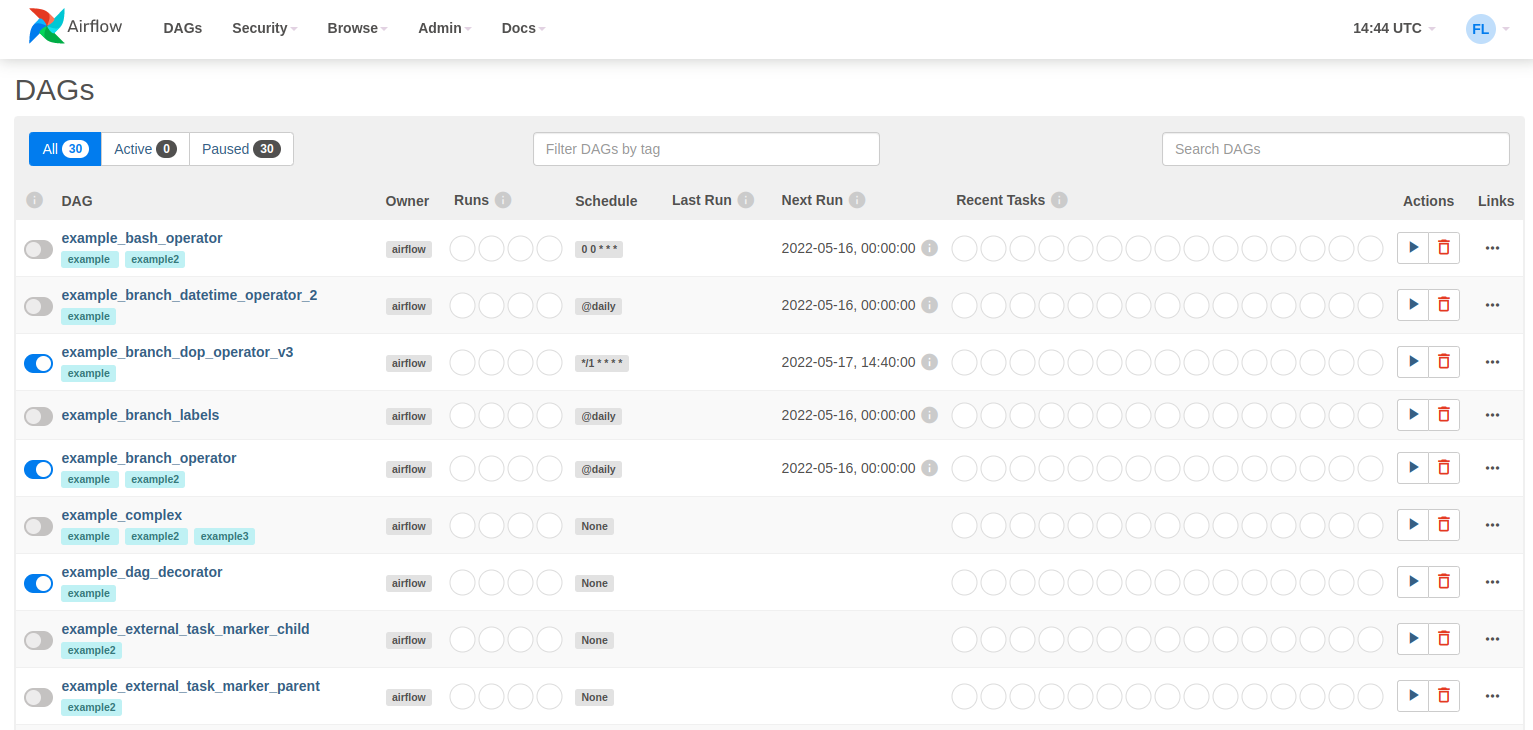 Airflow DAGs Security Browse Admin Docs 14:44 UTC FL
DAGs
All 30 Active 0 Paused 30 Filter DAGs by tag Search DAGs
i DAG Owner Runs i Schedule Last Run i Next Run i Recent Tasks i Actions Links
example_bash_operator
example example2 airflow 0 0 * * * 2022-05-16, 00:00:00 i
example_branch_datetime_operator_2
example airflow @daily 2022-05-16, 00:00:00 i
example_branch_dop_operator_v3
example airflow */1 * * * * 2022-05-17, 14:40:00 i
example_branch_labels airflow @daily 2022-05-16, 00:00:00 i
example_branch_operator
example example2 airflow @daily 2022-05-16, 00:00:00 i
example_complex
example example2 example3 airflow None
example_dag_decorator
example airflow None
example_external_task_marker_child
example2 airflow None
example_external_task_marker_parent
example2 airflow None